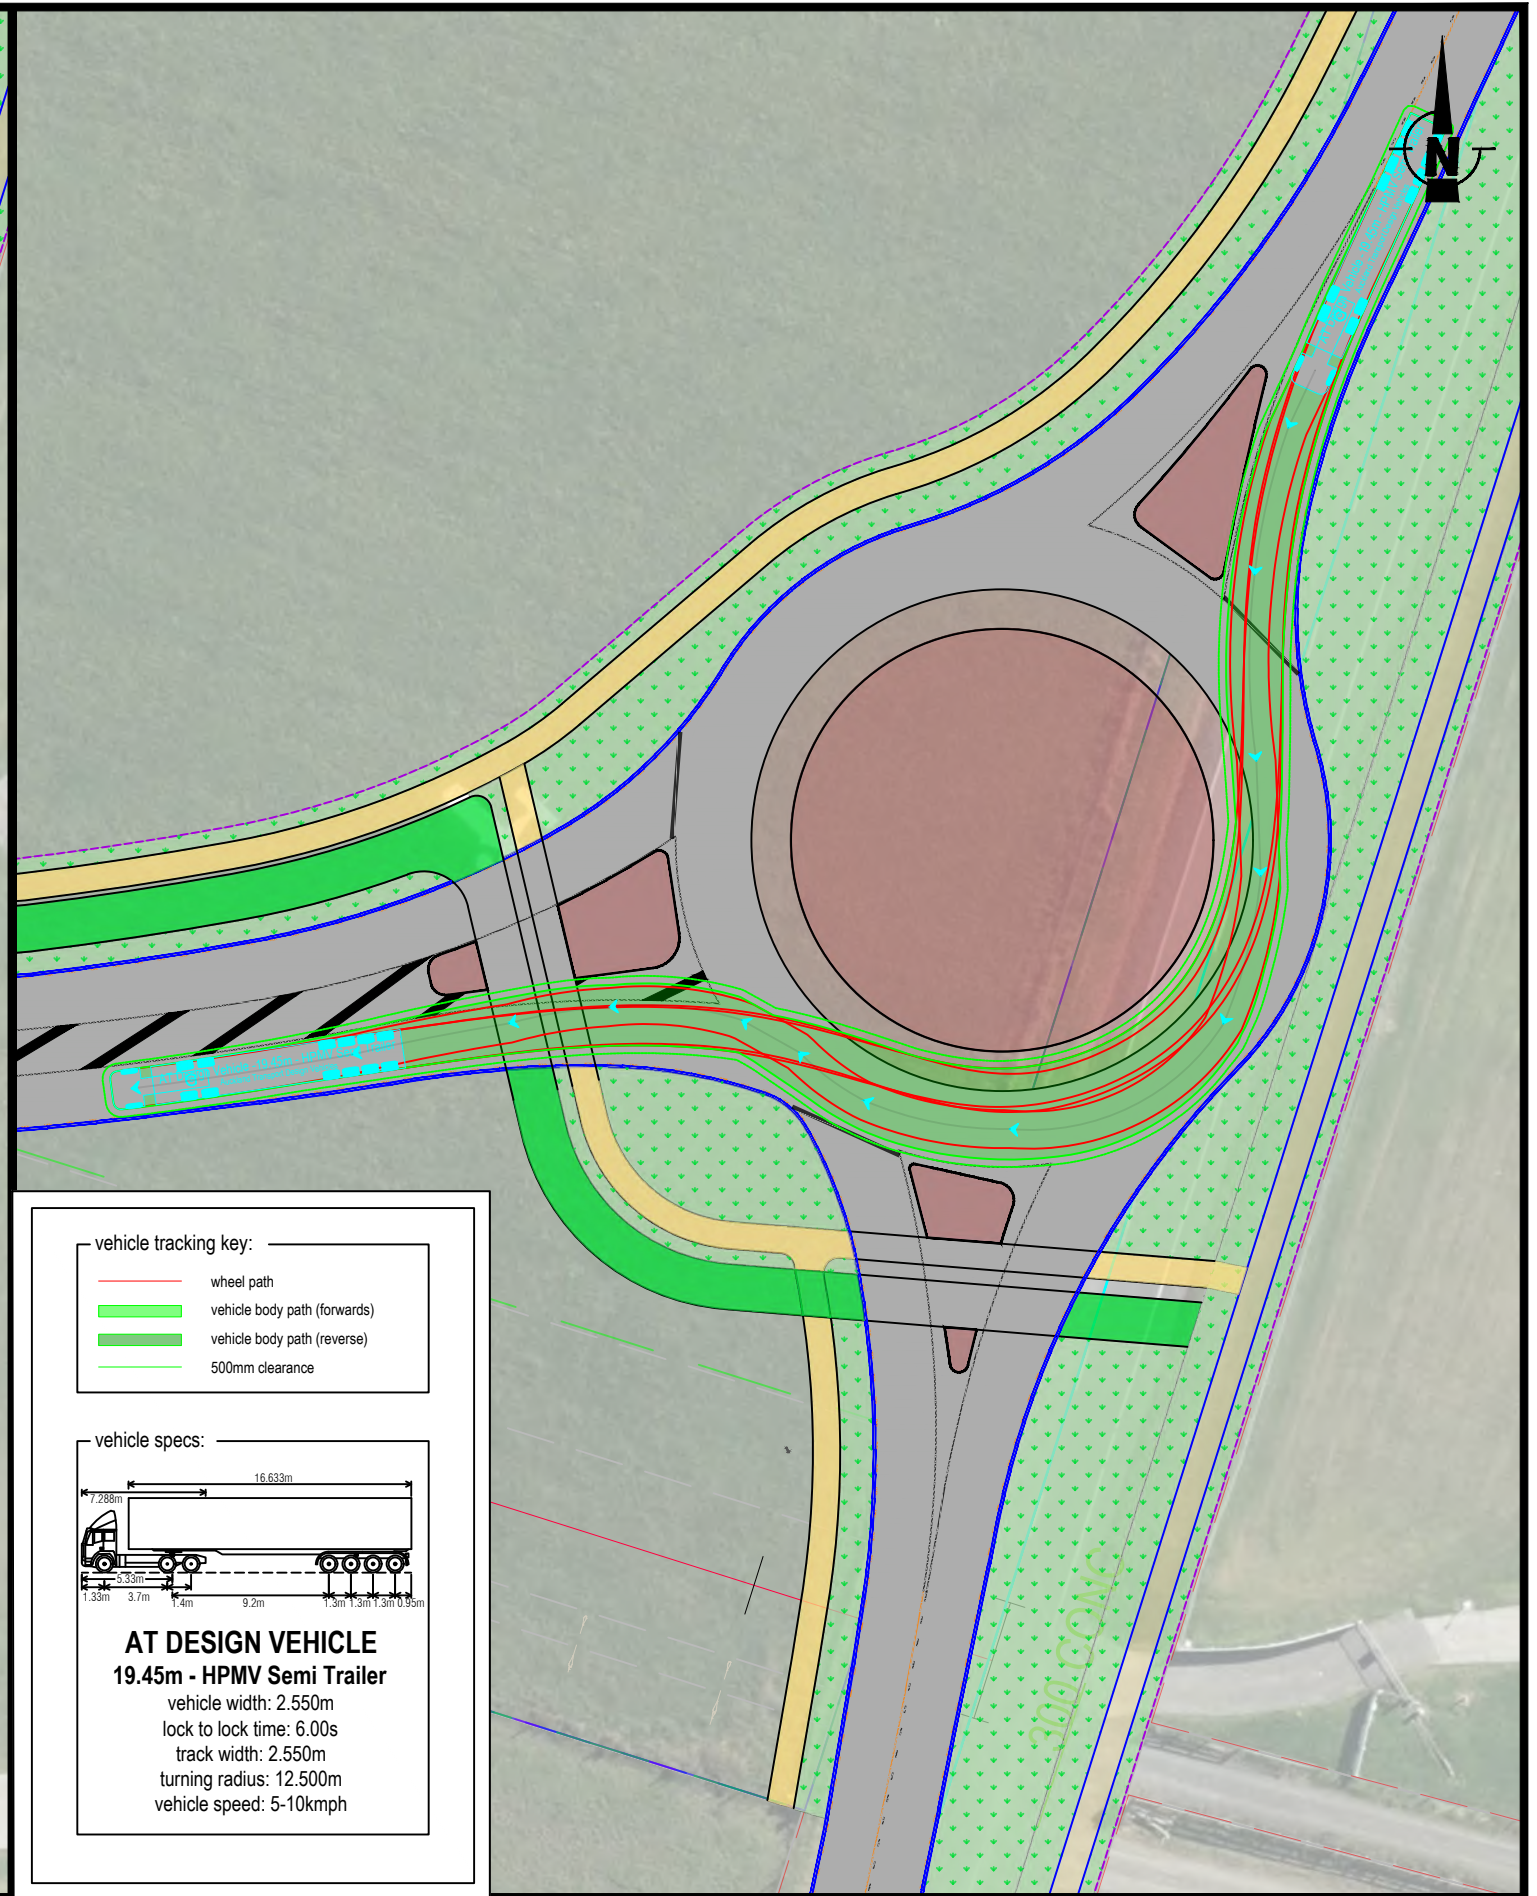 N
vehicle tracking key:
wheel path
vehicle body path (forwards)
vehicle body path (reverse)
500mm clearance
vehicle specs:
16.633m
7.288m
5.33m
1.33m 3.7m 1.4m 9.2m 1.3m 1.3m 1.3m 0.95m
AT DESIGN VEHICLE
19.45m - HPMV Semi Trailer
vehicle width: 2.550m
lock to lock time: 6.00s
track width: 2.550m
turning radius: 12.500m
vehicle speed: 5-10kmph
300 CONC